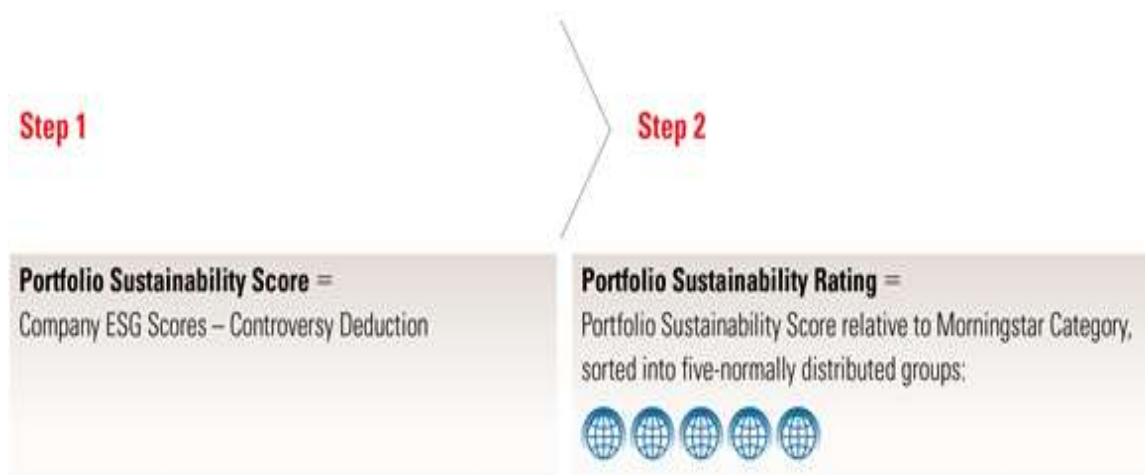 Step 1
Step 2
Portfolio Sustainability Score =
Company ESG Scores – Controversy Deduction
Portfolio Sustainability Rating =
Portfolio Sustainability Score relative to Morningstar Category,
sorted into five-normally distributed groups: